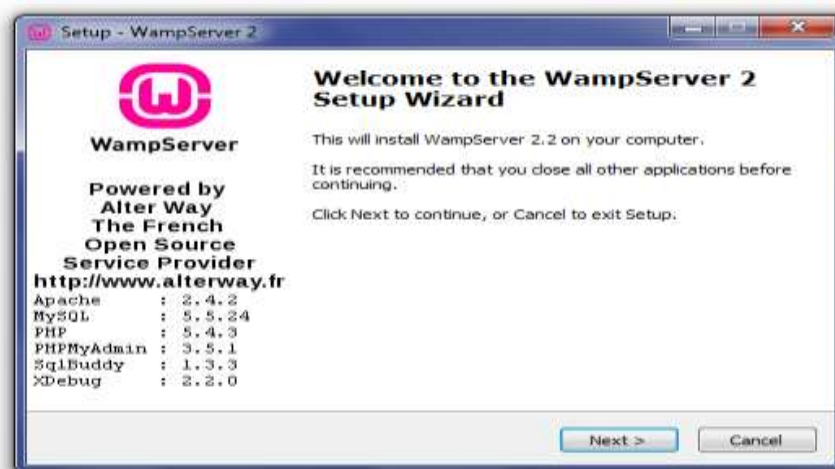 Setup - WampServer 2
WampServer
Powered by
Alter Way
The French
Open Source
Service Provider
http://www.alterway.fr
Apache : 2.4.2
MySQL : 5.5.24
PHP : 5.4.3
PHPMyAdmin : 3.5.1
SqlBuddy : 1.3.3
XDebug : 2.2.0
Welcome to the WampServer 2
Setup Wizard
This will install WampServer 2.2 on your computer.
It is recommended that you close all other applications before
continuing.
Click Next to continue, or Cancel to exit Setup.
Next >
Cancel